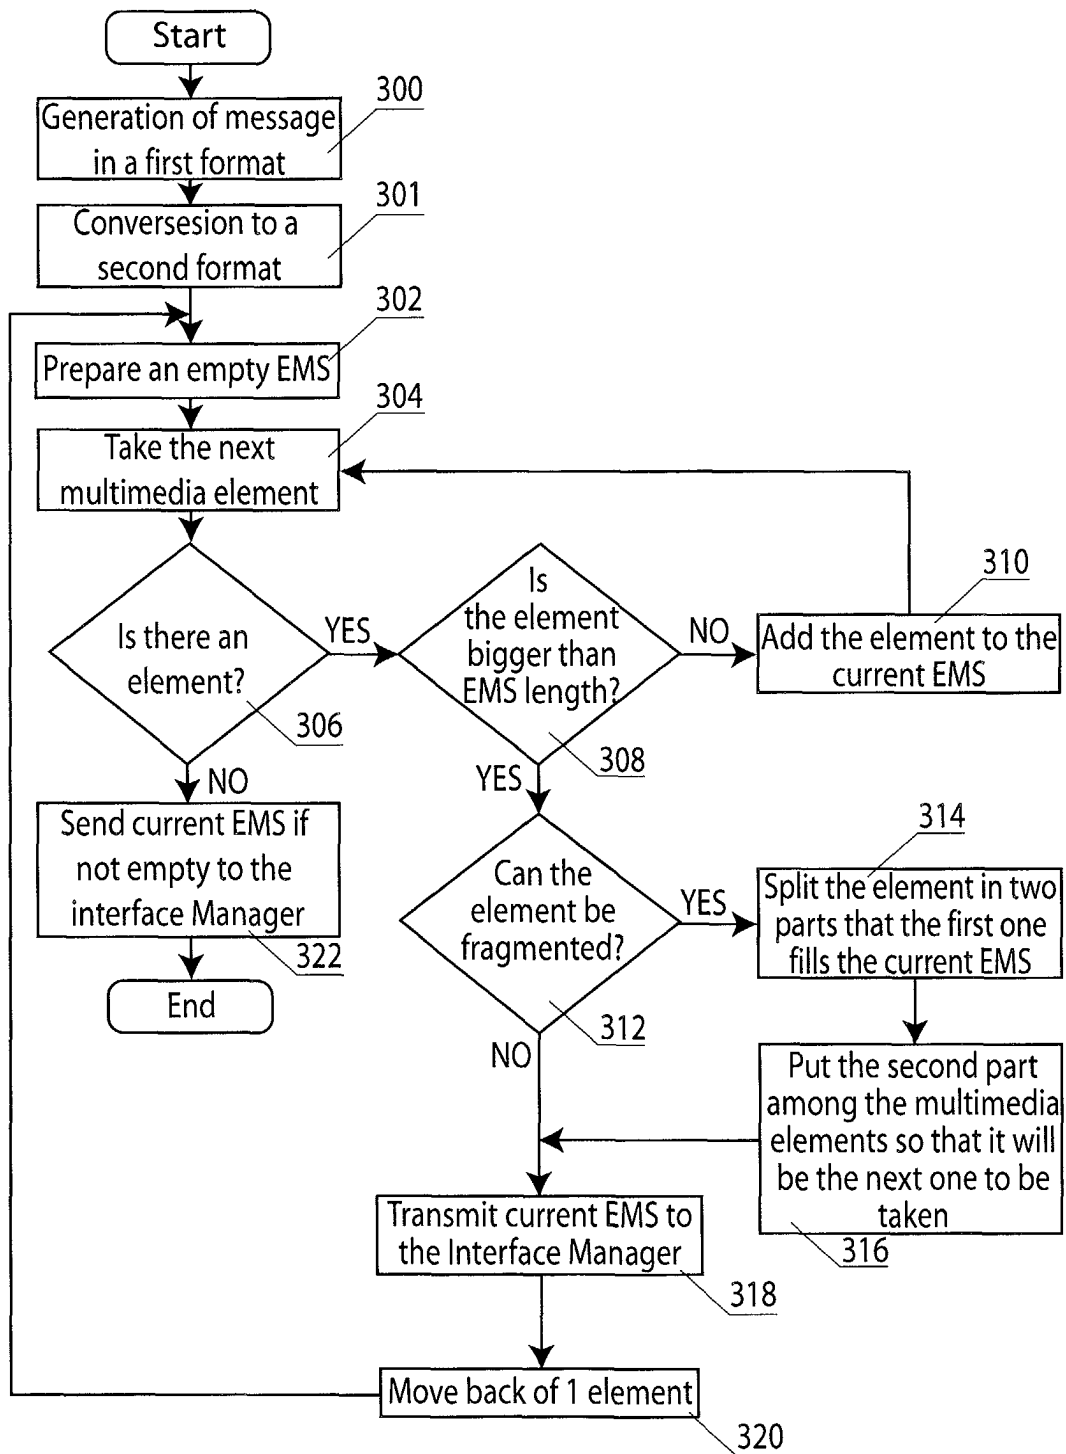 Start
300
Generation of message
in a first format
301
Conversesion to a
second format
302
Prepare an empty EMS
304
Take the next
multimedia element
Is there an
element?
306
YES
Is
the element
bigger than
EMS length?
308
NO
310
Add the element to the
current EMS
NO
Send current EMS if
not empty to the
interface Manager
322
End
YES
Can the
element be
fragmented?
312
YES
314
Split the element in two
parts that the first one
fills the current EMS
NO
Put the second part
among the multimedia
elements so that it will
be the next one to be
taken
316
Transmit current EMS to
the Interface Manager
318
Move back of 1 element
320